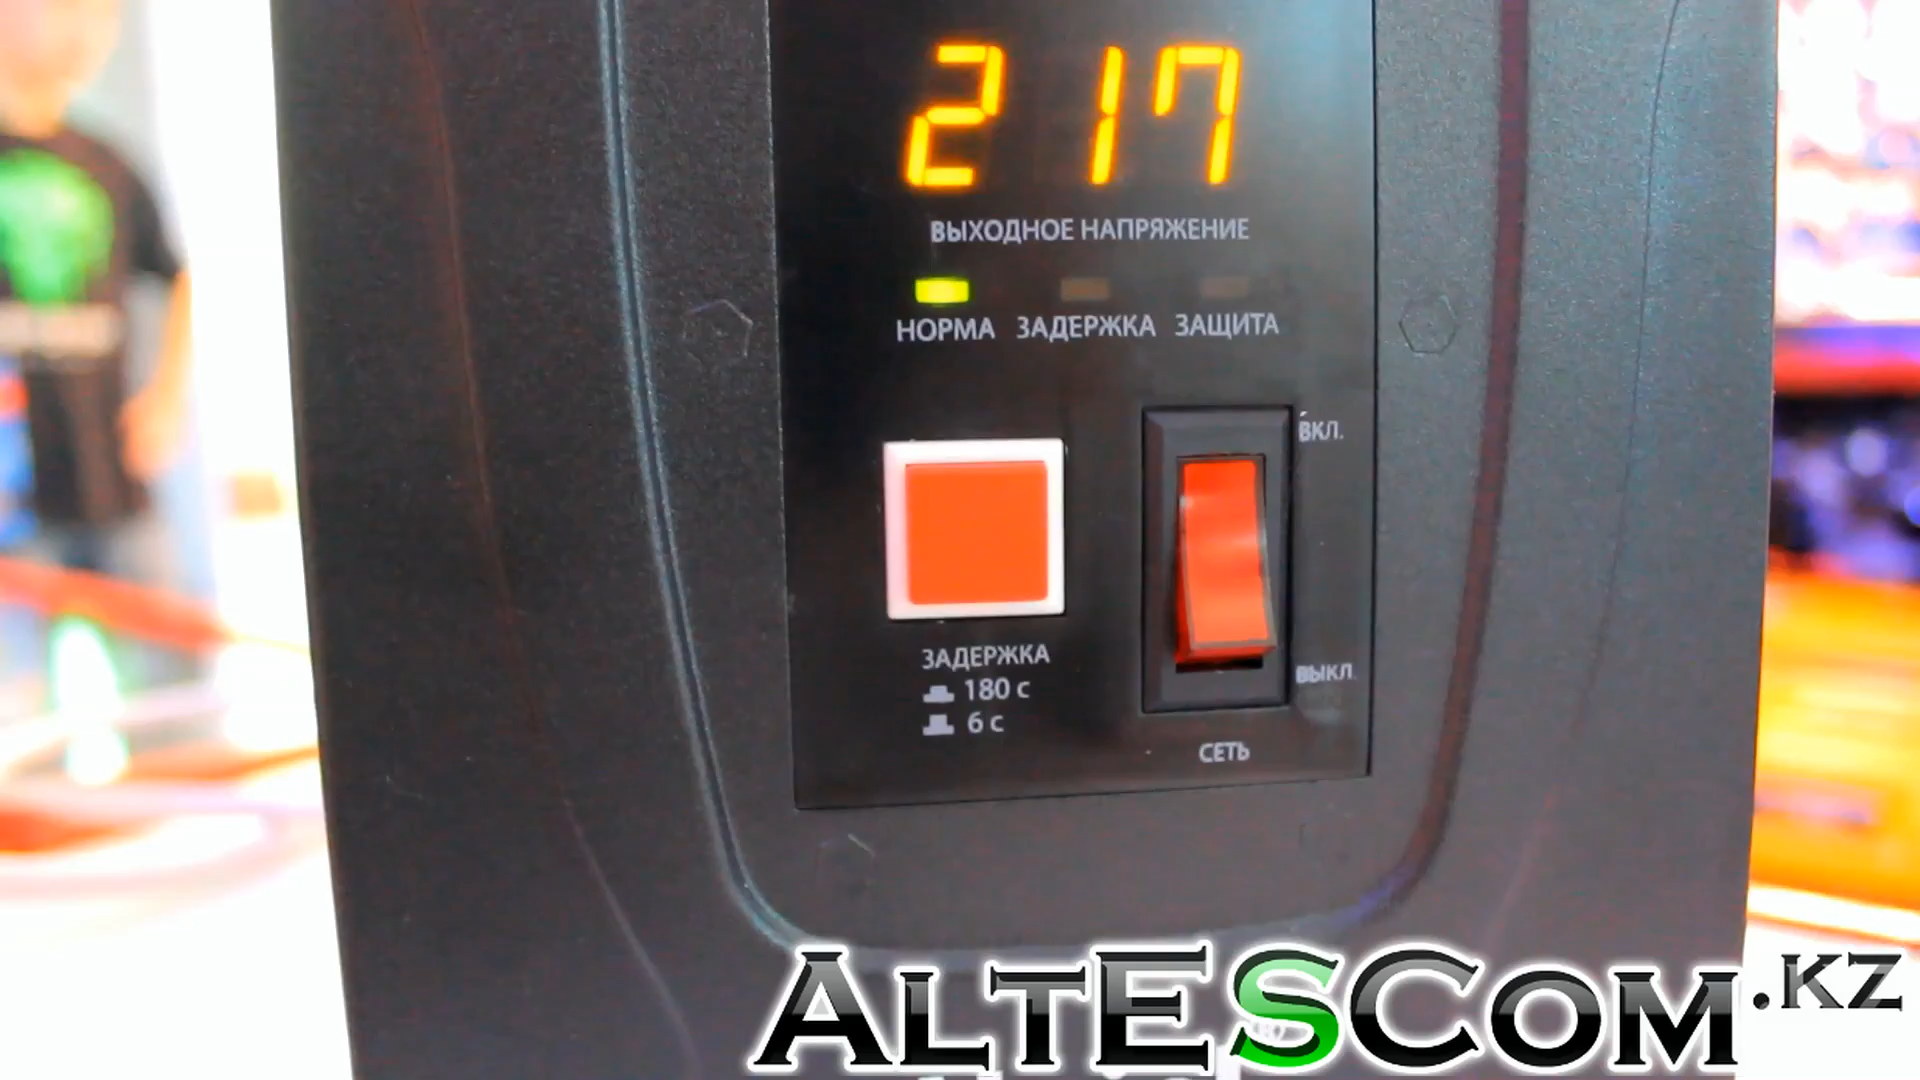 217
ВЫХОДНОЕ НАПРЯЖЕНИЕ
НОРМА ЗАДЕРЖКА ЗАЩИТА
ВКЛ.
ЗАДЕРЖКА
180 с
6 с
ВЫКЛ.
СЕТЬ
ALTESCOM.KZ